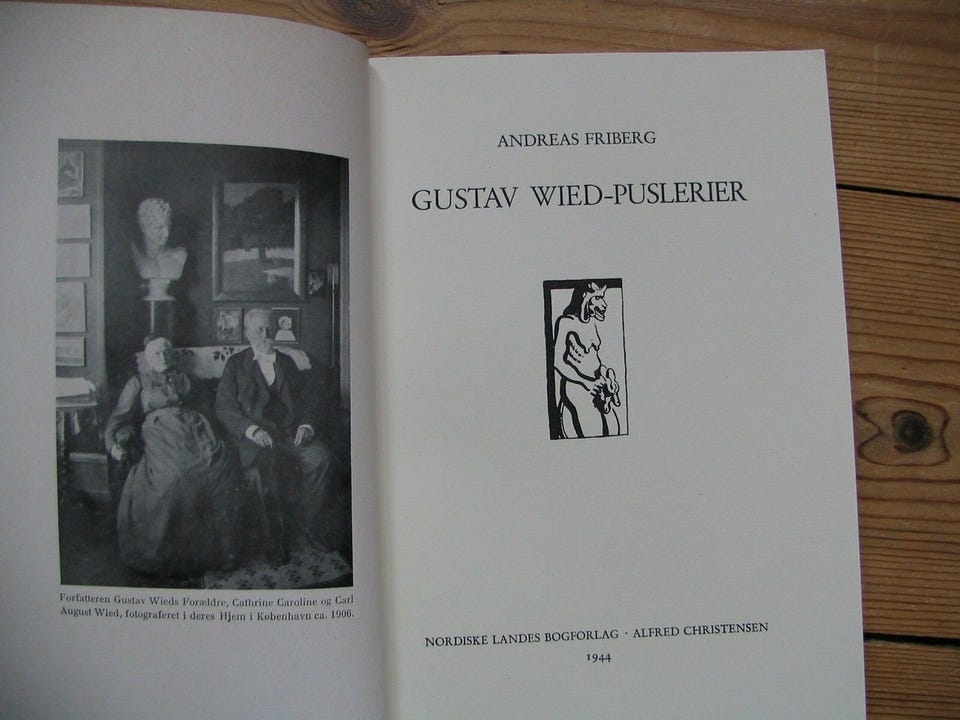 Forfatteren Gustav Wieds Forældre, Cathrine Caroline og Carl
August Wied, fotograferet i deres Hjem i København ca. 1906.
ANDREAS FRIBERG
GUSTAV WIED-PUSLERIER
NORDISKE LANDES BOGFORLAG · ALFRED CHRISTENSEN
1944